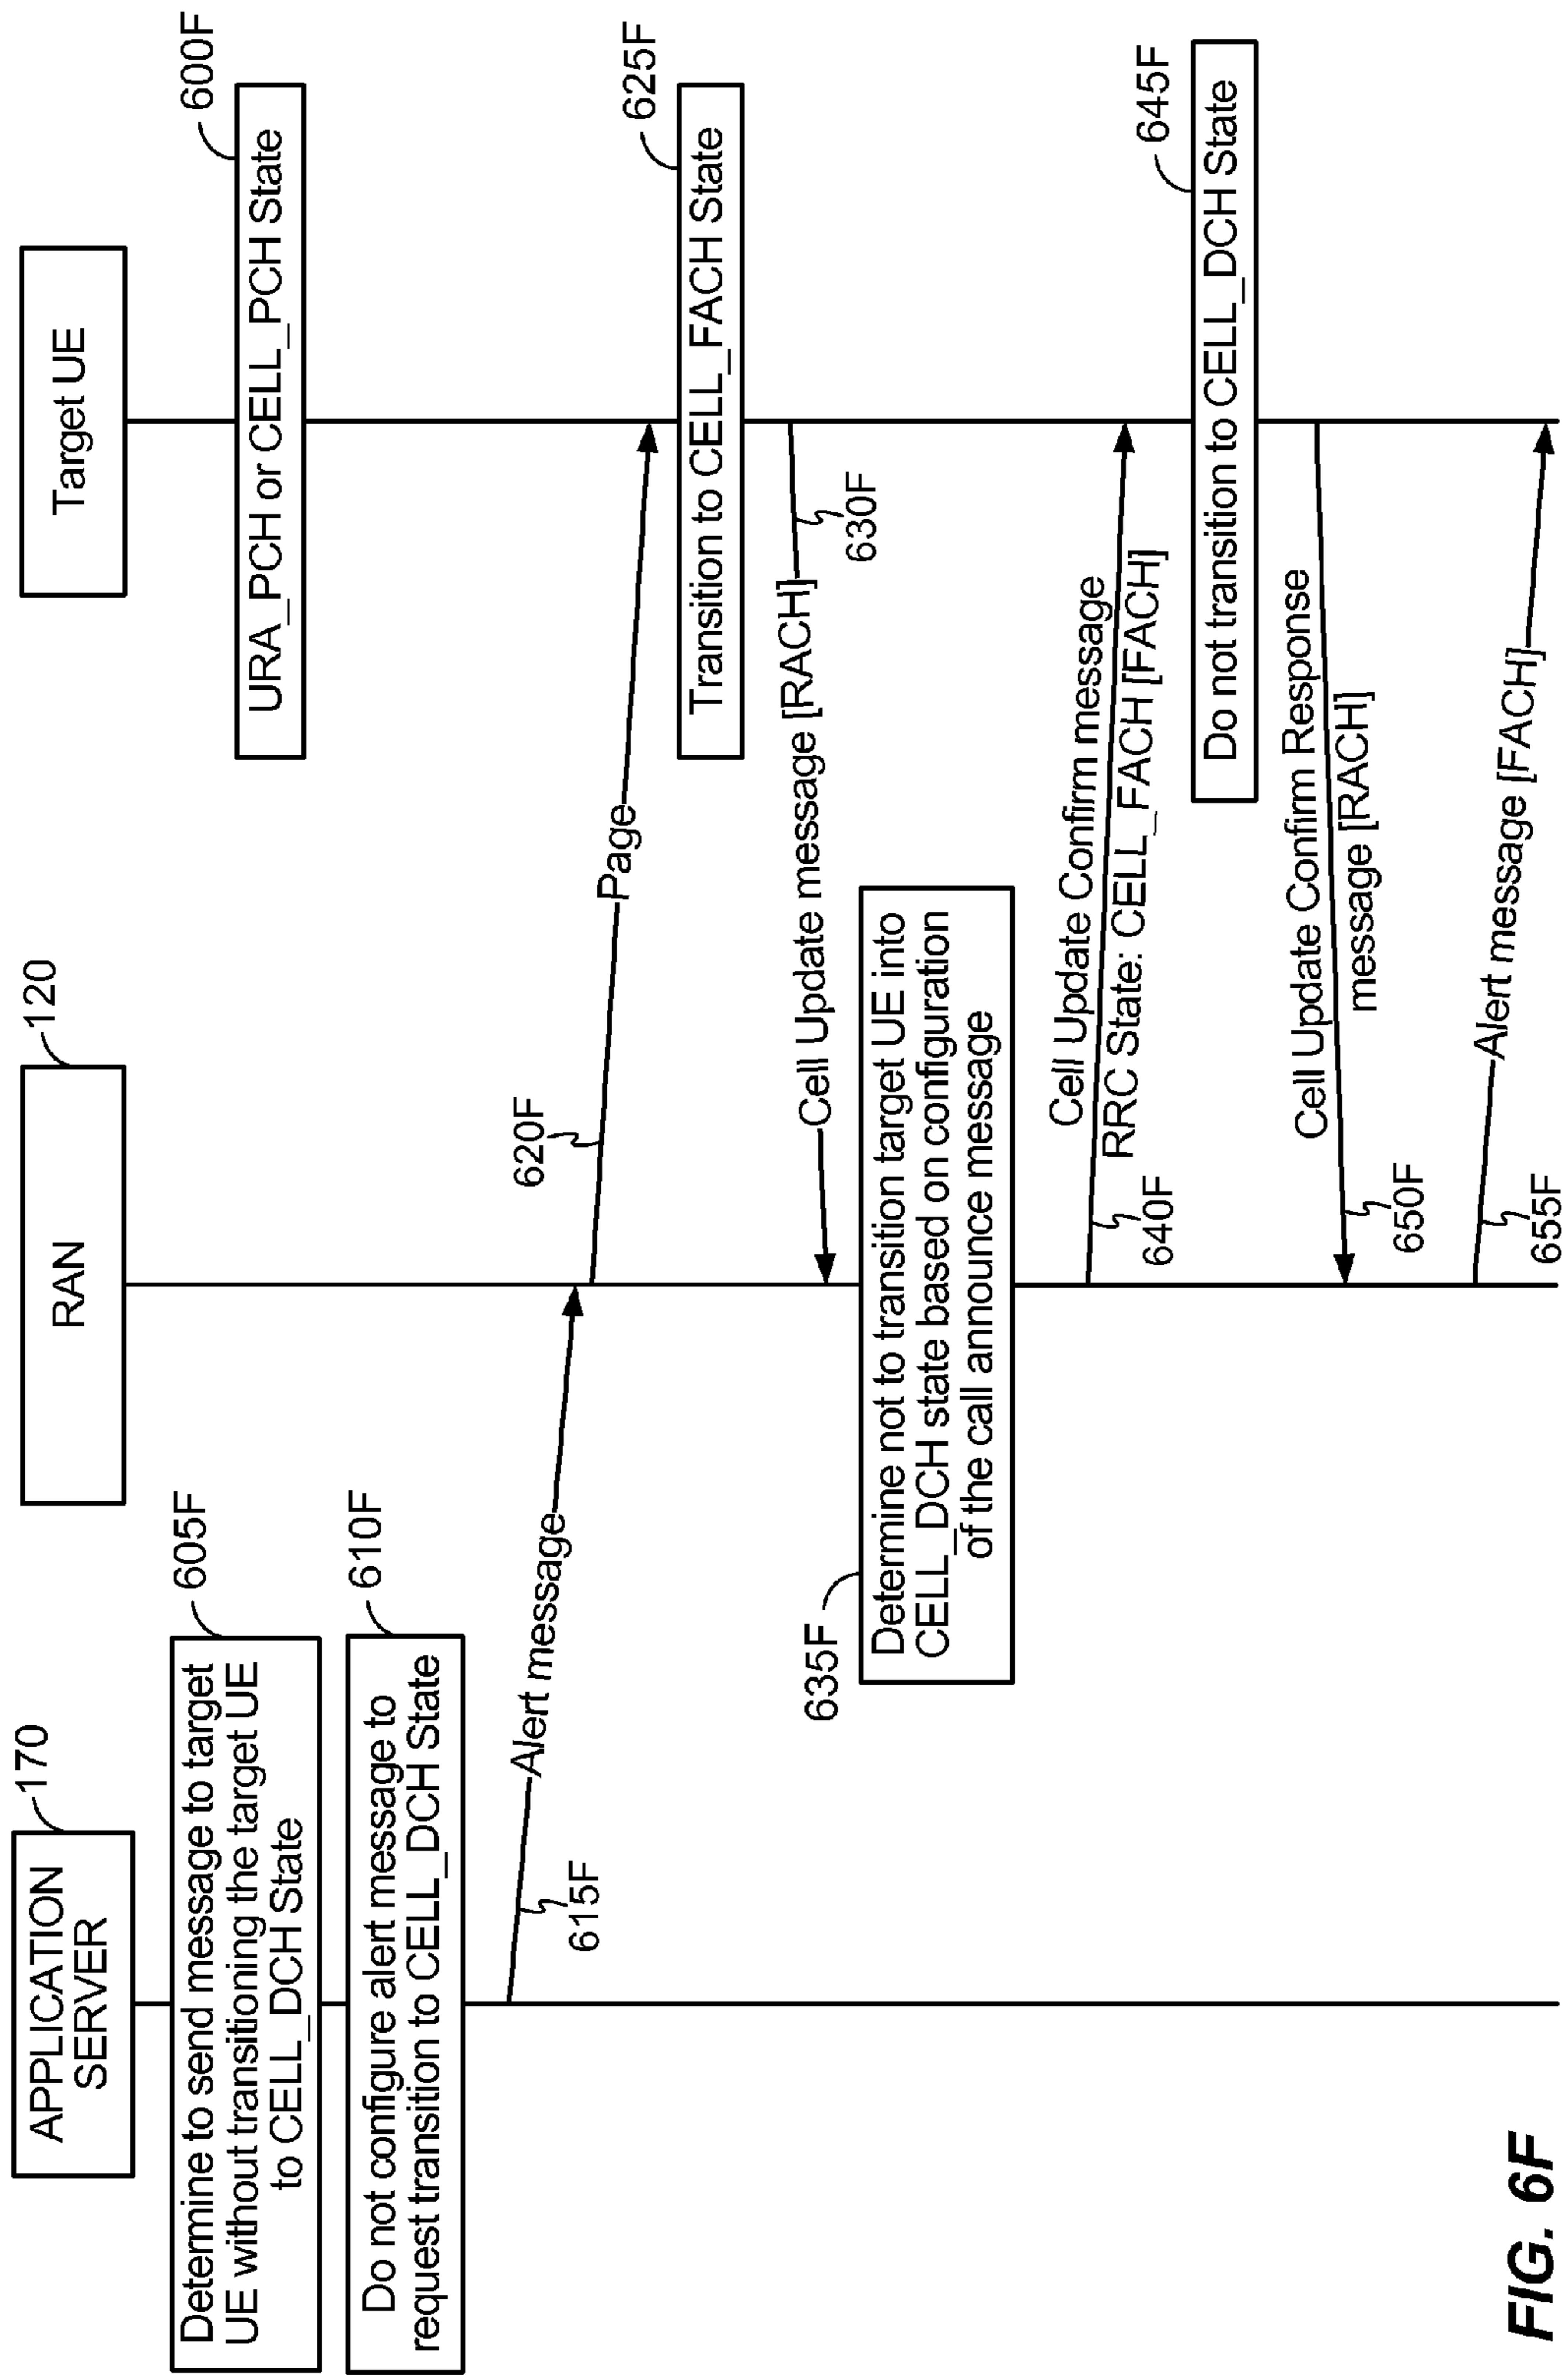 APPLICATION
SERVER
170
RAN
120
Target UE
600F
URA_PCH or CELL_PCH State
605F
Determine to send message to target
UE without transitioning the target UE
to CELL_DCH State
610F
Do not configure alert message to
request transition to CELL_DCH State
Alert message
615F
Page
620F
625F
Transition to CELL_FACH State
Cell Update message [RACH]
630F
635F
Determine not to transition target UE into
CELL_DCH state based on configuration
of the call announce message
Cell Update Confirm message
RRC State: CELL_FACH [FACH]
640F
645F
Do not transition to CELL_DCH State
Cell Update Confirm Response
message [RACH]
650F
Alert message [FACH]
655F
FIG. 6F